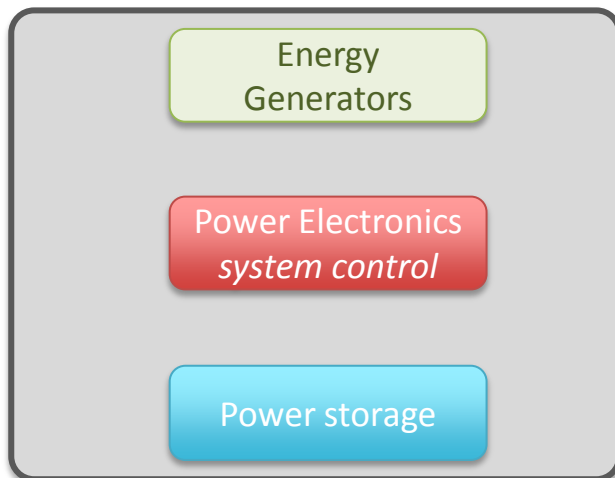 Energy
Generators
Power Electronics
system control
Power storage